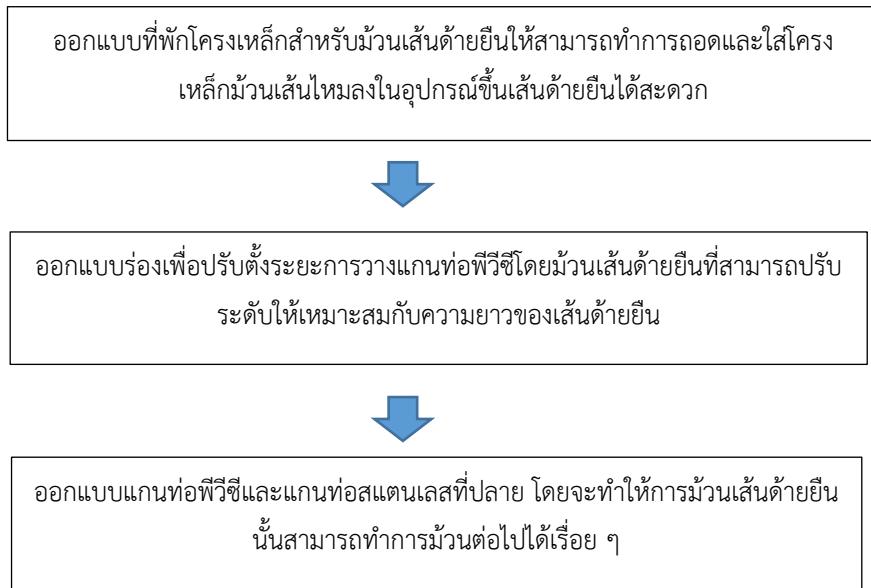 ออกแบบที่พักโครงเหล็กสำหรับม้วนเส้นด้ายยืนให้สามารถทำการถอดและใส่โครง
เหล็กม้วนเส้นไหมลงในอุปกรณ์ขึ้นเส้นด้ายยืนได้สะดวก
ออกแบบร่องเพื่อปรับตั้งระยะการวางแกนท่อพีวีซีโดยม้วนเส้นด้ายยืนที่สามารถปรับ
ระดับให้เหมาะสมกับความยาวของเส้นด้ายยืน
ออกแบบแกนท่อพีวีซีและแกนท่อสแตนเลสที่ปลาย โดยจะทำให้การม้วนเส้นด้ายยืน
นั้นสามารถทำการม้วนต่อไปได้เรื่อย ๆ